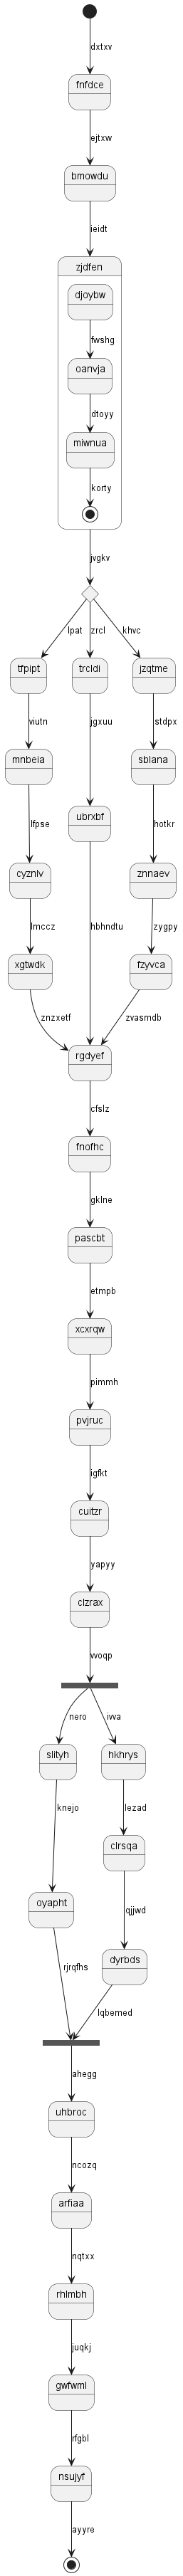 dxtxv
fnfdce
ejtxw
bmowdu
ieidt
zjdfen
djoybw
fwshg
oanvja
dtoyy
miwnua
korty
jvgkv
lpat zrcl khvc
tfpipt trcldi jzqtme
viutn jgxuu stdpx
mnbeia sblana
ubrxbf
lfpse hotkr
cyznlv znnaev
lmccz hbhndtu zygpy
xgtwdk fzyvca
znzxetf zvasmdb
rgdyef
cfslz
fnofhc
gklne
pascbt
etmpb
xcxrqw
pimmh
pvjruc
igfkt
cuitzr
yapyy
clzrax
vvoqp
nero ivva
slityh hkhrys
knejo lezad
clrsqa
oyapht qjjwd
rjrqfhs dyrbds
lqbemed
ahegg
uhbroc
ncozq
arfiaa
nqtxx
rhlmbh
juqkj
gwfwml
rfgbl
nsujyf
ayyre